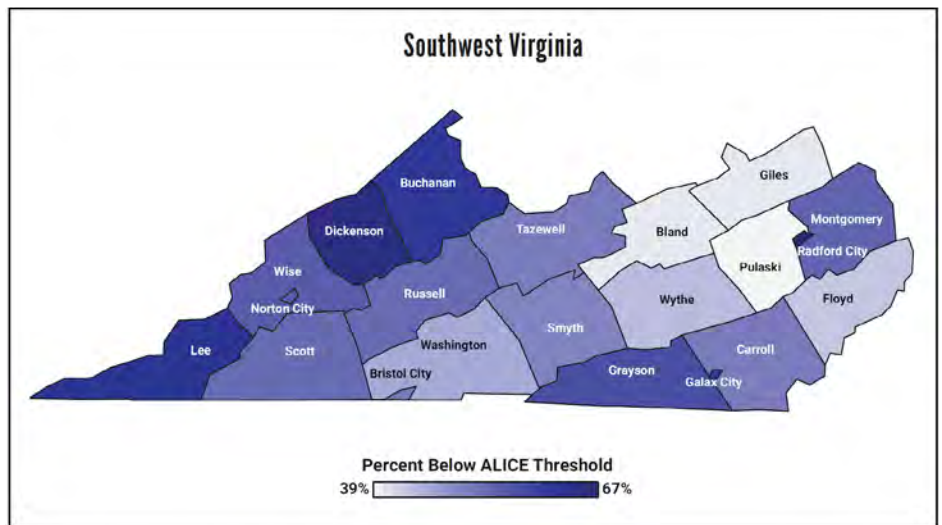 Southwest Virginia
Giles
Buchanan
Montgomery
Dickenson
Tazewell
Bland
Radford City
Wise
Pulaski
Russell
Floyd
Norton City
Wythe
Smyth
Washington
Lee
Scott
Carroll
Bristol City
Grayson
Galax City
Percent Below ALICE Threshold
39% 67%